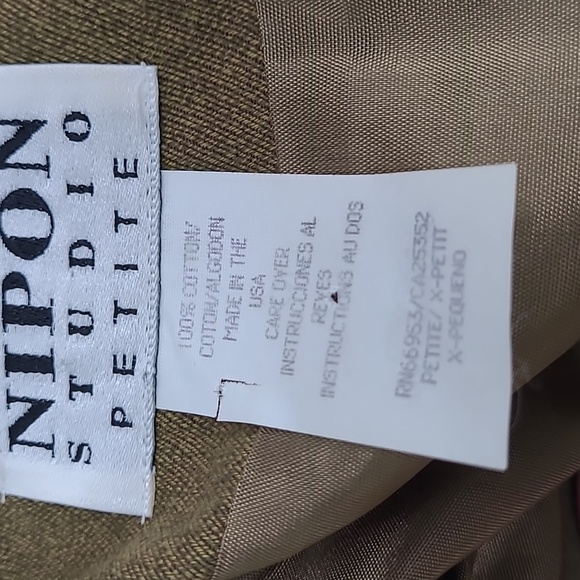 NIPON
STUDIO
PETITE
100% COTTON/
COTON/ALGODON
MADE IN THE
USA
CARE OVER
INSTRUCCIONES AL
REVES
INSTRUCTIONS AU DOS
RN66953/CA25352
PETITE/ X-PETIT
X-PEQUENO